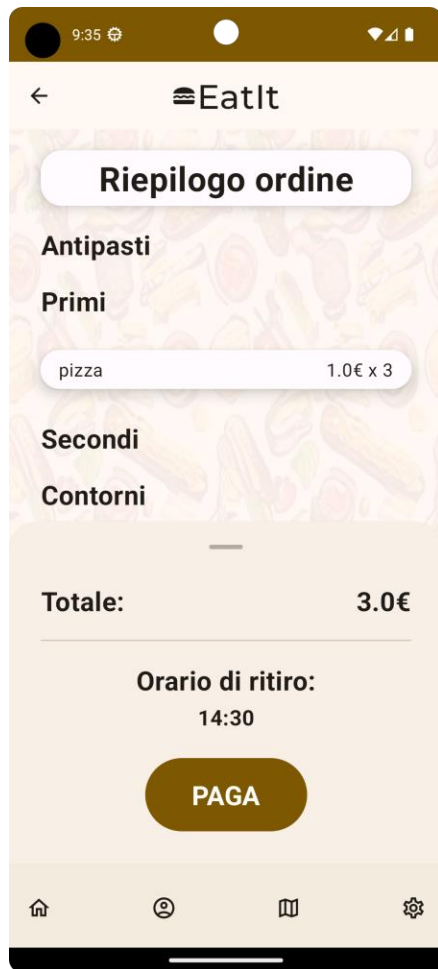 9:35
EatIt
Riepilogo ordine
Antipasti
Primi
pizza 1.0€ x 3
Secondi
Contorni
Totale: 3.0€
Orario di ritiro:
14:30
PAGA